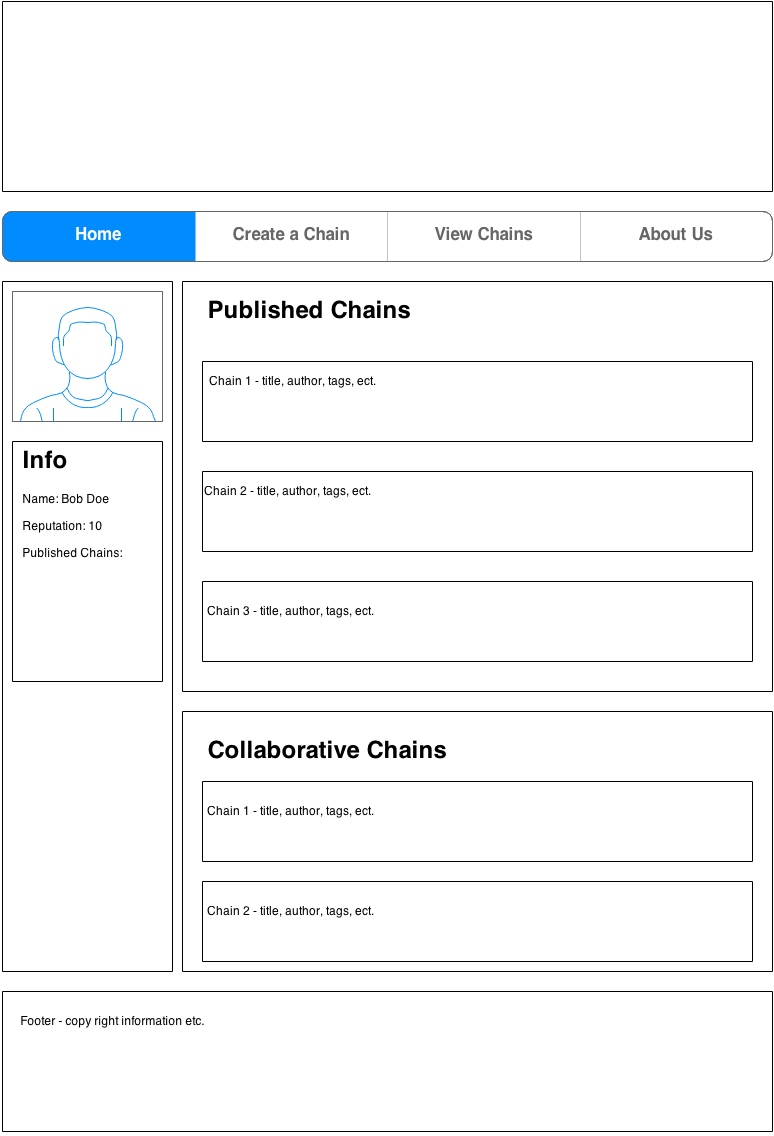 Home
Create a Chain
View Chains
About Us
Info
Name: Bob Doe
Reputation: 10
Published Chains:
Published Chains
Chain 1 - title, author, tags, ect.
Chain 2 - title, author, tags, ect.
Chain 3 - title, author, tags, ect.
Collaborative Chains
Chain 1 - title, author, tags, ect.
Chain 2 - title, author, tags, ect.
Footer - copy right information etc.